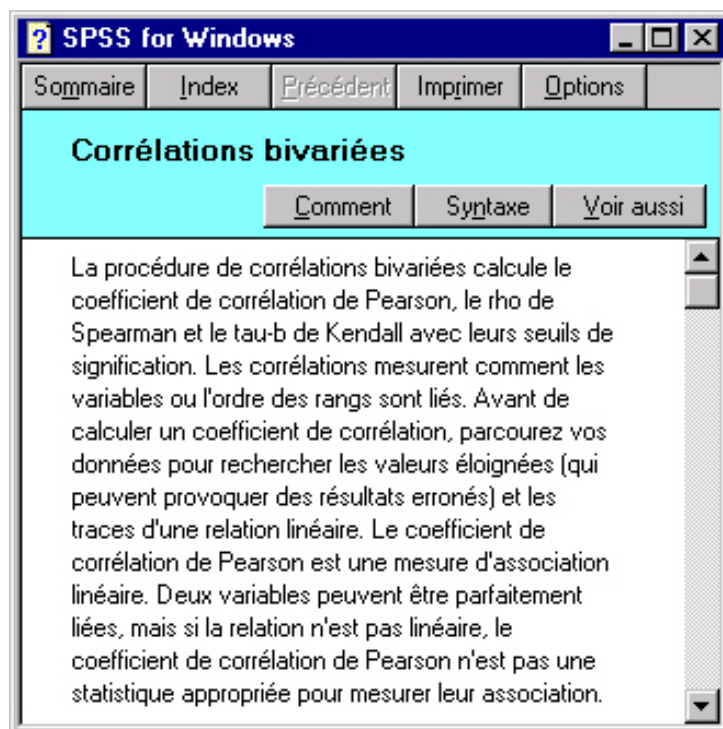 SPSS for Windows
Sommaire Index Précédent Imprimer Options
Corrélations bivariées
Comment Syntaxe Voir aussi
La procédure de corrélations bivariées calcule le
coefficient de corrélation de Pearson, le rho de
Spearman et le tau-b de Kendall avec leurs seuils de
signification. Les corrélations mesurent comment les
variables ou l'ordre des rangs sont liés. Avant de
calculer un coefficient de corrélation, parcourez vos
données pour rechercher les valeurs éloignées (qui
peuvent provoquer des résultats erronés) et les
traces d'une relation linéaire. Le coefficient de
corrélation de Pearson est une mesure d'association
linéaire. Deux variables peuvent être parfaitement
liées, mais si la relation n'est pas linéaire, le
coefficient de corrélation de Pearson n'est pas une
statistique appropriée pour mesurer leur association.